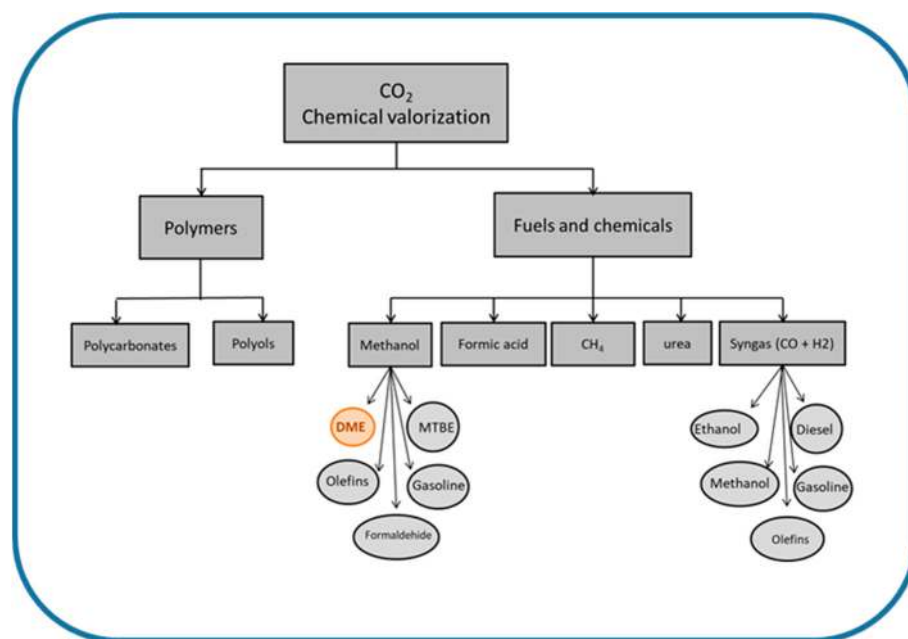 CO₂
Chemical valorization
Polymers
Fuels and chemicals
Polycarbonates
Polyols
Methanol
Formic acid
CH₄
urea
Syngas (CO + H2)
DME
MTBE
Olefins
Gasoline
Formaldehide
Ethanol
Diesel
Methanol
Gasoline
Olefins